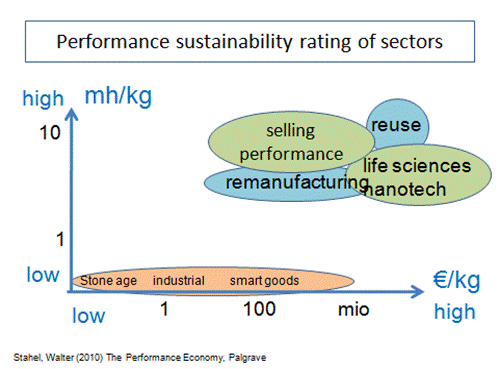 Performance sustainability rating of sectors
high mh/kg
10
selling
performance
reuse
life sciences
nanotech
remanufacturing
1
low
Stone age industrial smart goods
€/kg
low 1 100 mio high
Stahel, Walter (2010) The Performance Economy, Palgrave